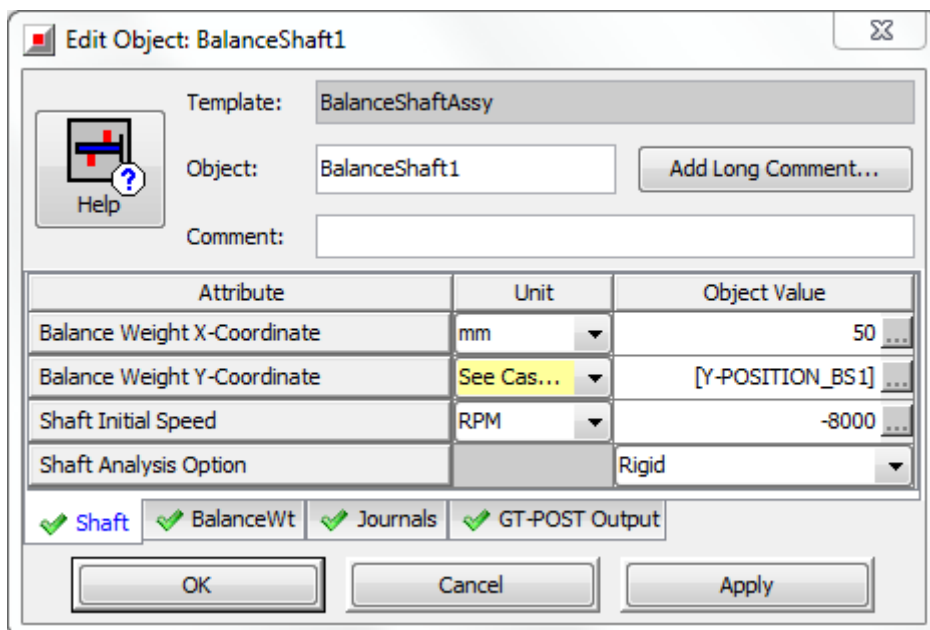 Edit Object: BalanceShaft1
Template: BalanceShaftAssy
Help
Object: BalanceShaft1 Add Long Comment...
Comment:
Attribute Unit Object Value
Balance Weight X-Coordinate mm 50 ...
Balance Weight Y-Coordinate See Cas... [Y-POSITION_BS1] ...
Shaft Initial Speed RPM -8000 ...
Shaft Analysis Option Rigid
Shaft BalanceWt Journals GT-POST Output
OK Cancel Apply